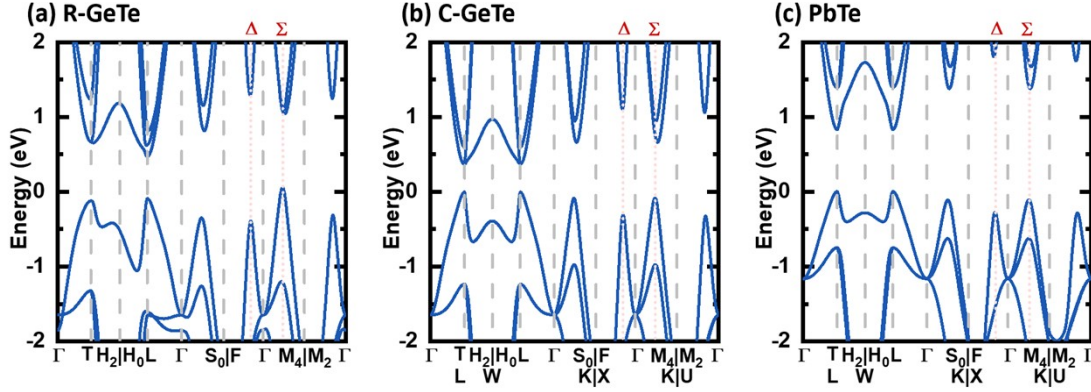 (a) R-GeTe
Δ Σ
Energy (eV)
2
1
0
-1
-2
Γ T H₂|H₀ L Γ S₀|F Γ M₄|M₂ Γ
(b) C-GeTe
Δ Σ
Energy (eV)
2
1
0
-1
-2
Γ T H₂|H₀ L Γ S₀|F Γ M₄|M₂ Γ
L W K|X K|U
(c) PbTe
Δ Σ
Energy (eV)
2
1
0
-1
-2
Γ T H₂|H₀ L Γ S₀|F Γ M₄|M₂ Γ
L W K|X K|U